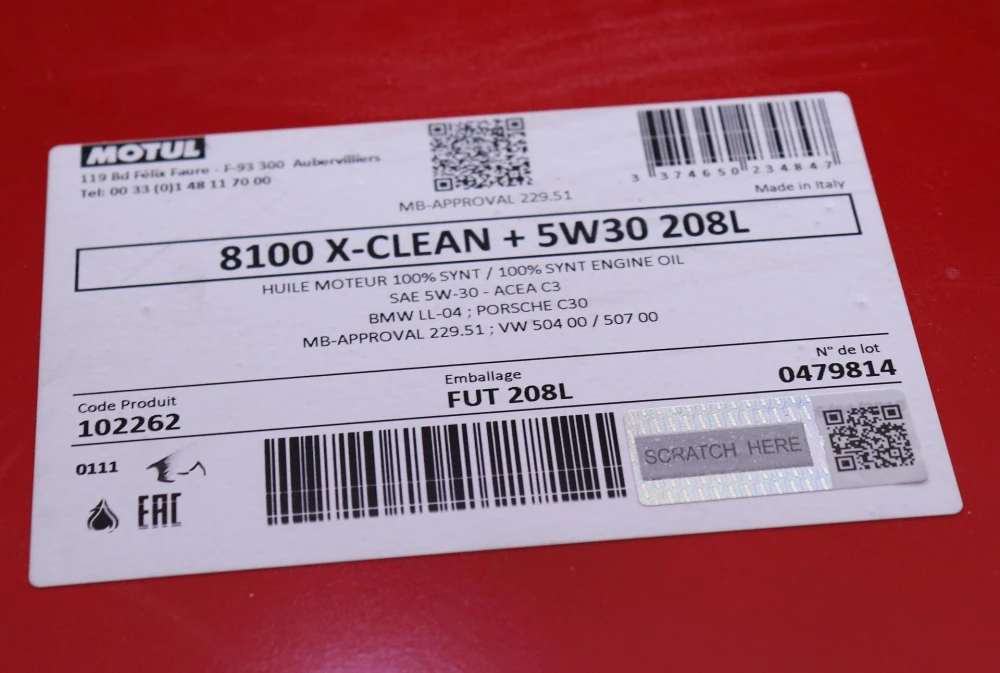 MOTUL
119 Bd Félix Faure - F-93 300 Aubervilliers
Tel: 00 33 (0)1 48 11 70 00
MB-APPROVAL 229.51
3 374650 234847
Made in Italy
8100 X-CLEAN + 5W30 208L
HUILE MOTEUR 100% SYNT / 100% SYNT ENGINE OIL
SAE 5W-30 - ACEA C3
BMW LL-04 ; PORSCHE C30
MB-APPROVAL 229.51 ; VW 504 00 / 507 00
Code Produit
102262
Emballage
FUT 208L
N° de lot
0479814
0111
EAC
SCRATCH HERE